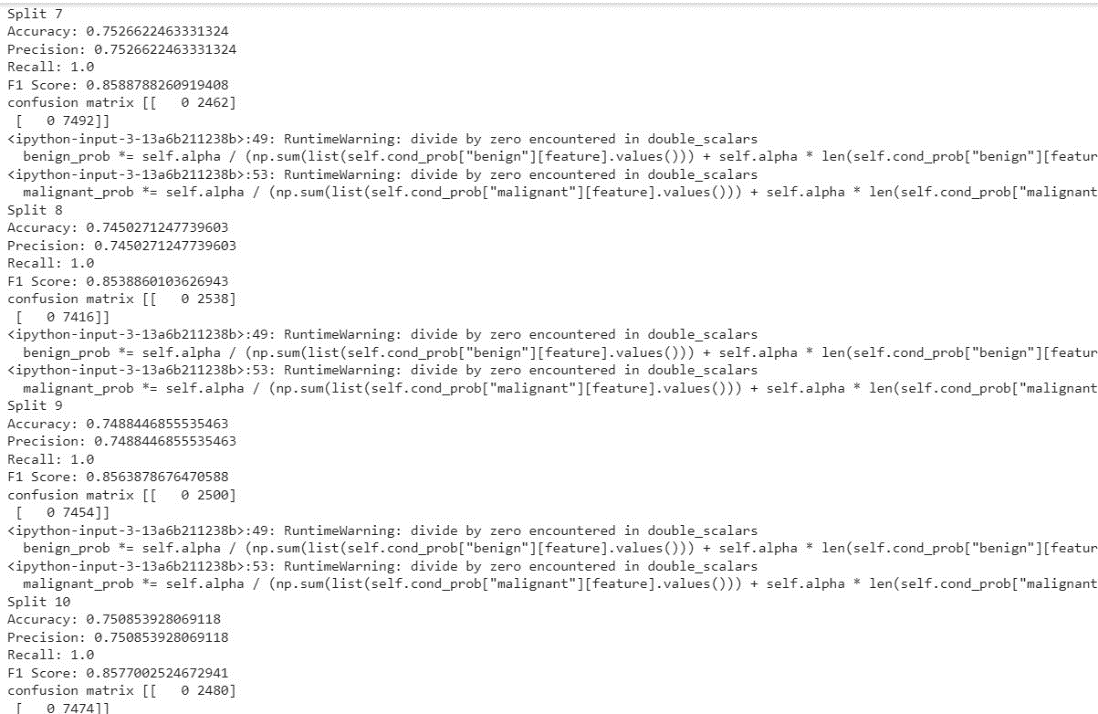 Split 7
Accuracy: 0.7526622463331324
Precision: 0.7526622463331324
Recall: 1.0
F1 Score: 0.8588788260919408
confusion matrix [[   0 2462]
 [   0 7492]]
<ipython-input-3-13a6b211238b>:49: RuntimeWarning: divide by zero encountered in double_scalars
  benign_prob *= self.alpha / (np.sum(list(self.cond_prob["benign"][feature].values())) + self.alpha * len(self.cond_prob["benign"][featur
<ipython-input-3-13a6b211238b>:53: RuntimeWarning: divide by zero encountered in double_scalars
  malignant_prob *= self.alpha / (np.sum(list(self.cond_prob["malignant"][feature].values())) + self.alpha * len(self.cond_prob["malignant
Split 8
Accuracy: 0.7450271247739603
Precision: 0.7450271247739603
Recall: 1.0
F1 Score: 0.8538860103626943
confusion matrix [[   0 2538]
 [   0 7416]]
<ipython-input-3-13a6b211238b>:49: RuntimeWarning: divide by zero encountered in double_scalars
  benign_prob *= self.alpha / (np.sum(list(self.cond_prob["benign"][feature].values())) + self.alpha * len(self.cond_prob["benign"][featur
<ipython-input-3-13a6b211238b>:53: RuntimeWarning: divide by zero encountered in double_scalars
  malignant_prob *= self.alpha / (np.sum(list(self.cond_prob["malignant"][feature].values())) + self.alpha * len(self.cond_prob["malignant
Split 9
Accuracy: 0.7488446855535463
Precision: 0.7488446855535463
Recall: 1.0
F1 Score: 0.8563878676470588
confusion matrix [[   0 2500]
 [   0 7454]]
<ipython-input-3-13a6b211238b>:49: RuntimeWarning: divide by zero encountered in double_scalars
  benign_prob *= self.alpha / (np.sum(list(self.cond_prob["benign"][feature].values())) + self.alpha * len(self.cond_prob["benign"][featur
<ipython-input-3-13a6b211238b>:53: RuntimeWarning: divide by zero encountered in double_scalars
  malignant_prob *= self.alpha / (np.sum(list(self.cond_prob["malignant"][feature].values())) + self.alpha * len(self.cond_prob["malignant
Split 10
Accuracy: 0.750853928069118
Precision: 0.750853928069118
Recall: 1.0
F1 Score: 0.8577002524672941
confusion matrix [[   0 2480]
 [   0 7474]]